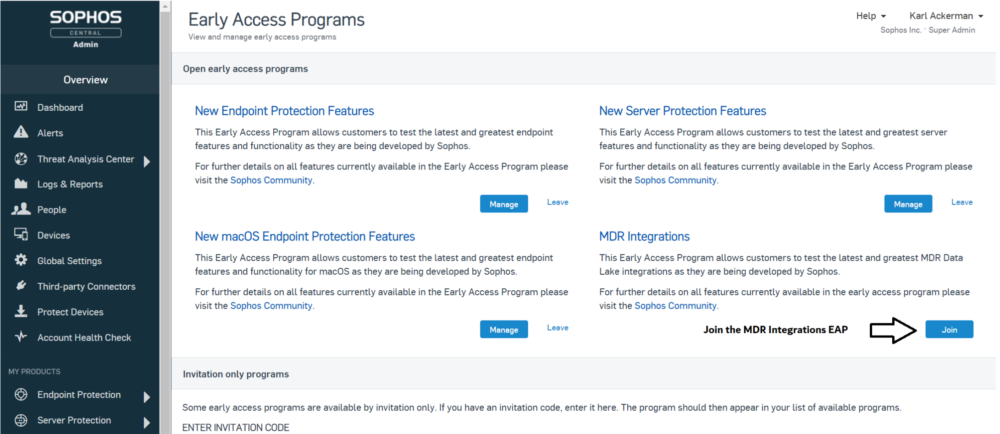 SOPHOS
CENTRAL
Admin
Overview
Dashboard
Alerts
Threat Analysis Center
Logs & Reports
People
Devices
Global Settings
Third-party Connectors
Protect Devices
Account Health Check
MY PRODUCTS
Endpoint Protection
Server Protection
Early Access Programs
View and manage early access programs
Help
Karl Ackerman
Sophos Inc. · Super Admin
Open early access programs
New Endpoint Protection Features
This Early Access Program allows customers to test the latest and greatest endpoint
features and functionality as they are being developed by Sophos.
For further details on all features currently available in the Early Access Program please
visit the Sophos Community.
Manage
Leave
New Server Protection Features
This Early Access Program allows customers to test the latest and greatest server
features and functionality as they are being developed by Sophos.
For further details on all features currently available in the Early Access Program please
visit the Sophos Community.
Manage
Leave
New macOS Endpoint Protection Features
This Early Access Program allows customers to test the latest and greatest endpoint
features and functionality for macOS as they are being developed by Sophos.
For further details on all features currently available in the Early Access Program please
visit the Sophos Community.
Manage
Leave
MDR Integrations
This Early Access Program allows customers to test the latest and greatest MDR Data
Lake integrations as they are being developed by Sophos.
For further details on all features currently available in the early access program please
visit the Sophos Community.
Join the MDR Integrations EAP
Join
Invitation only programs
Some early access programs are available by invitation only. If you have an invitation code, enter it here. The program should then appear in your list of available programs.
ENTER INVITATION CODE